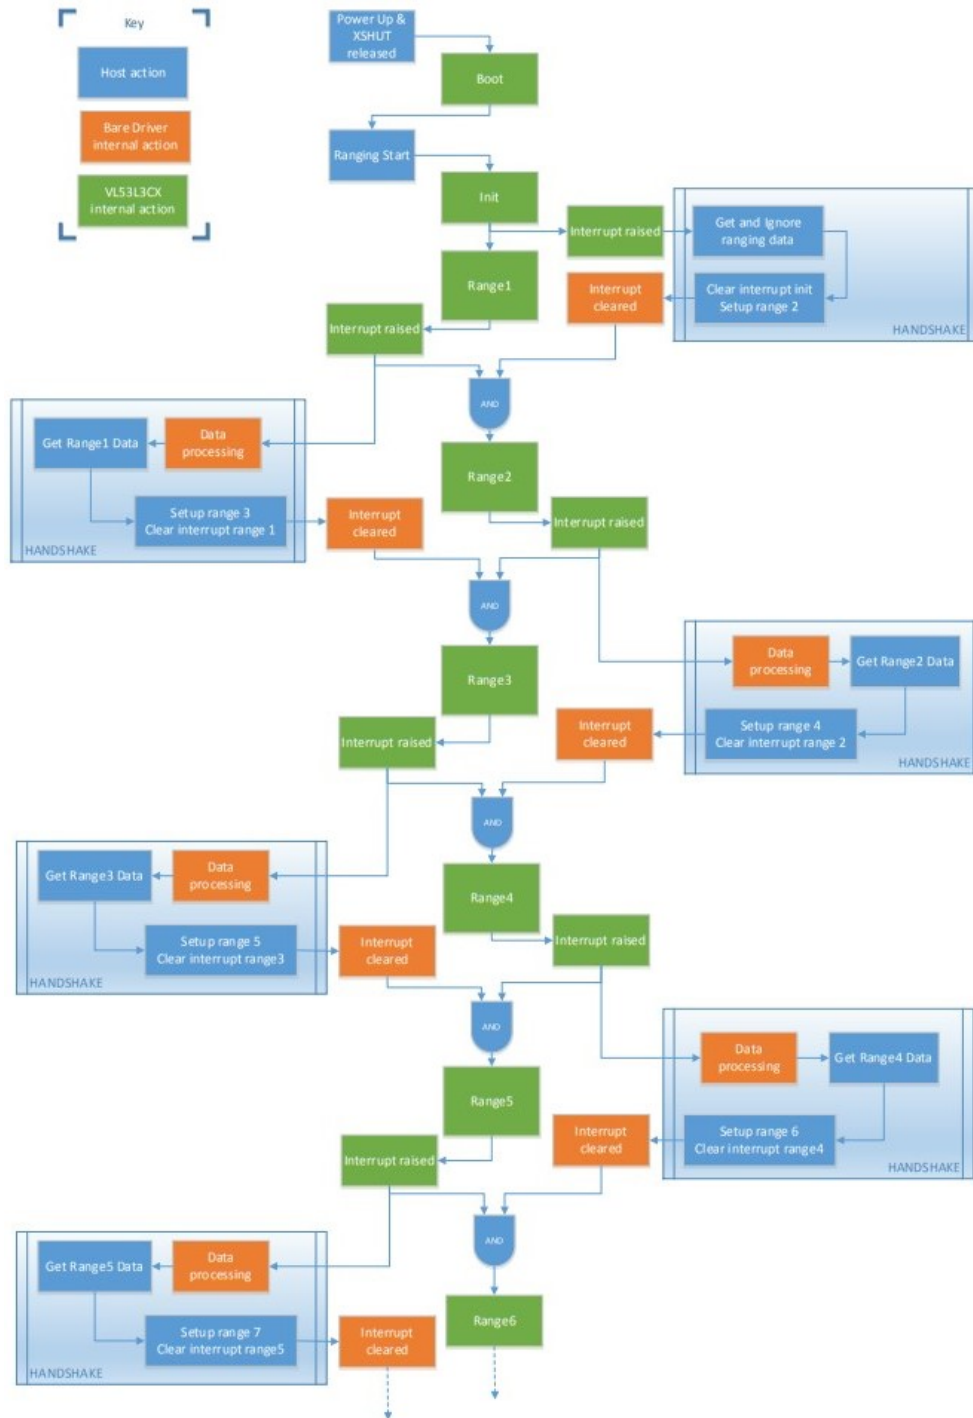 Key
Host action
Bare Driver
internal action
VL53L3CX
internal action
Power Up &
XSHUT
released
Boot
Ranging Start
Init
Interrupt raised
Get and Ignore
ranging data
Clear interrupt init
Setup range 2
HANDSHAKE
Interrupt
cleared
Range1
Interrupt raised
AND
Data
processing
Get Range1 Data
Setup range 3
Clear interrupt range 1
HANDSHAKE
Interrupt
cleared
Range2
Interrupt raised
AND
Data
processing
Get Range2 Data
Setup range 4
Clear interrupt range 2
HANDSHAKE
Interrupt
cleared
Range3
Interrupt raised
AND
Data
processing
Get Range3 Data
Setup range 5
Clear interrupt range3
HANDSHAKE
Interrupt
cleared
Range4
Interrupt raised
AND
Data
processing
Get Range4 Data
Setup range 6
Clear interrupt range4
HANDSHAKE
Interrupt
cleared
Range5
Interrupt raised
AND
Data
processing
Get Range5 Data
Setup range 7
Clear interrupt range5
HANDSHAKE
Interrupt
cleared
Range6